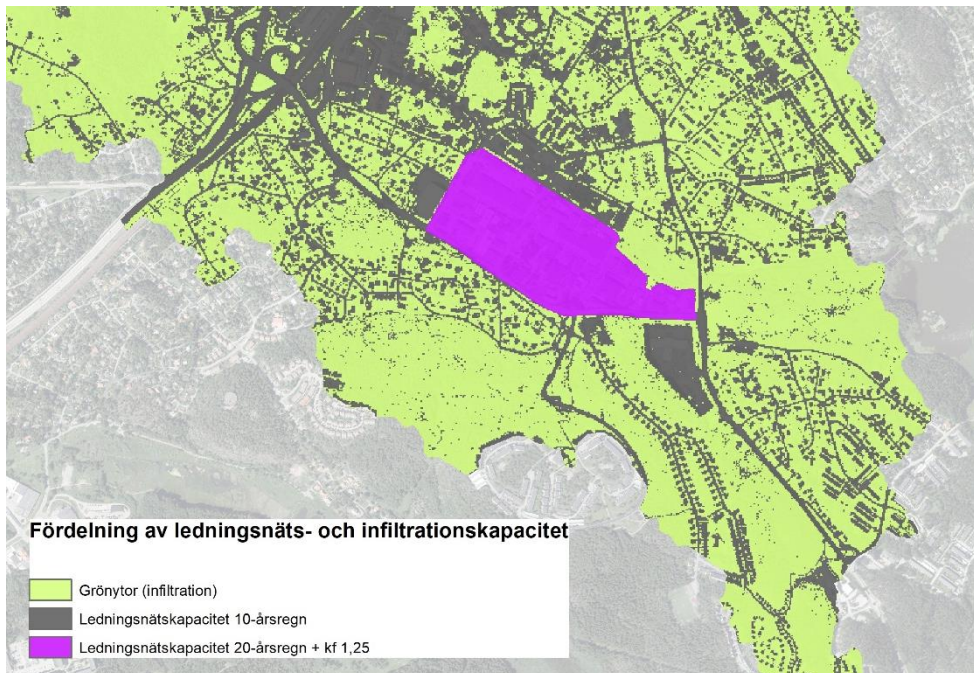 Fördelning av ledningsnäts- och infiltrationskapacitet
Grönytor (infiltration)
Ledningsnätskapacitet 10-årsregn
Ledningsnätskapacitet 20-årsregn + kf 1,25